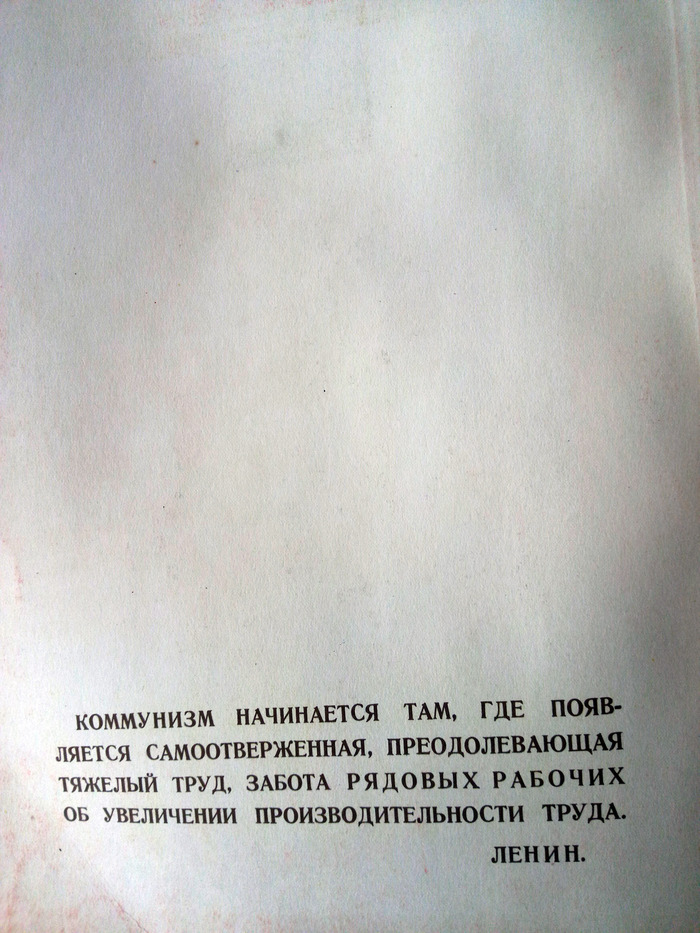 КОММУНИЗМ НАЧИНАЕТСЯ ТАМ, ГДЕ ПОЯВ-
ЛЯЕТСЯ САМООТВЕРЖЕННАЯ, ПРЕОДОЛЕВАЮЩАЯ
ТЯЖЕЛЫЙ ТРУД, ЗАБОТА РЯДОВЫХ РАБОЧИХ
ОБ УВЕЛИЧЕНИИ ПРОИЗВОДИТЕЛЬНОСТИ ТРУДА.
ЛЕНИН.